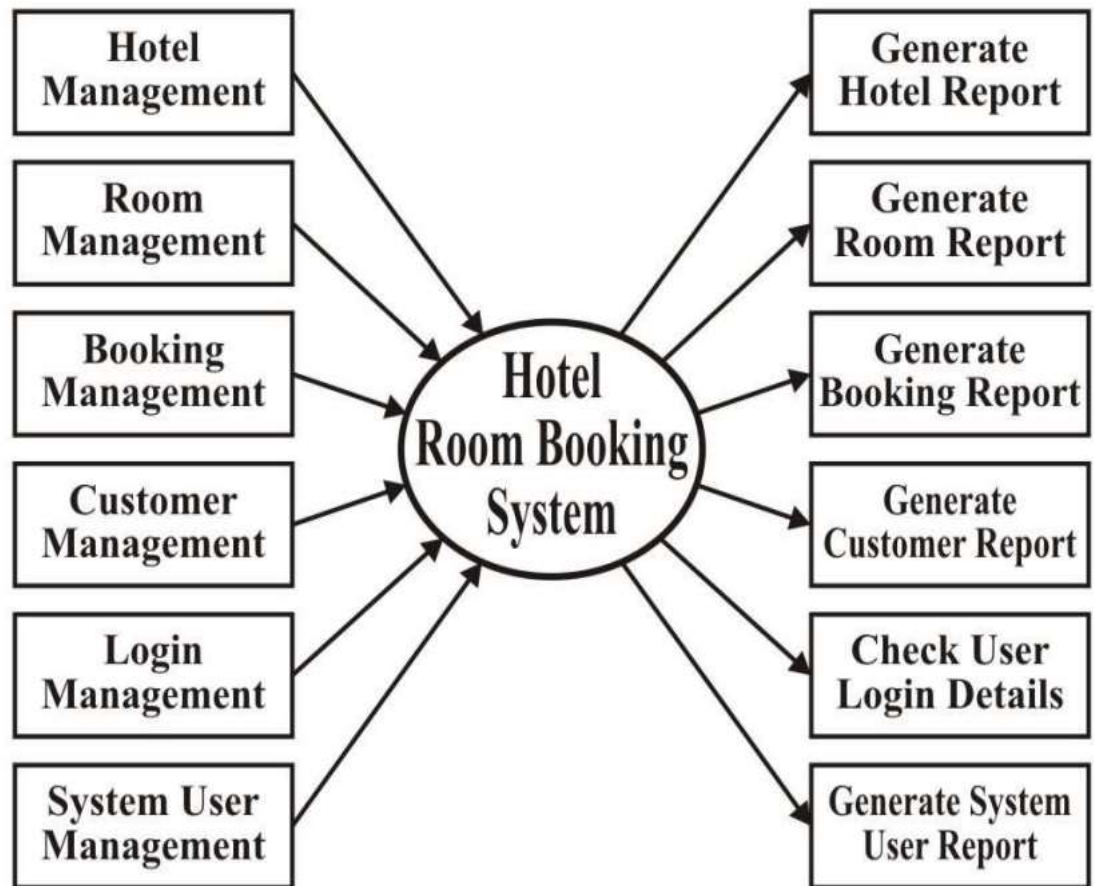 Hotel
Management
Room
Management
Booking
Management
Customer
Management
Login
Management
System User
Management
Hotel
Room Booking
System
Generate
Hotel Report
Generate
Room Report
Generate
Booking Report
Generate
Customer Report
Check User
Login Details
Generate System
User Report